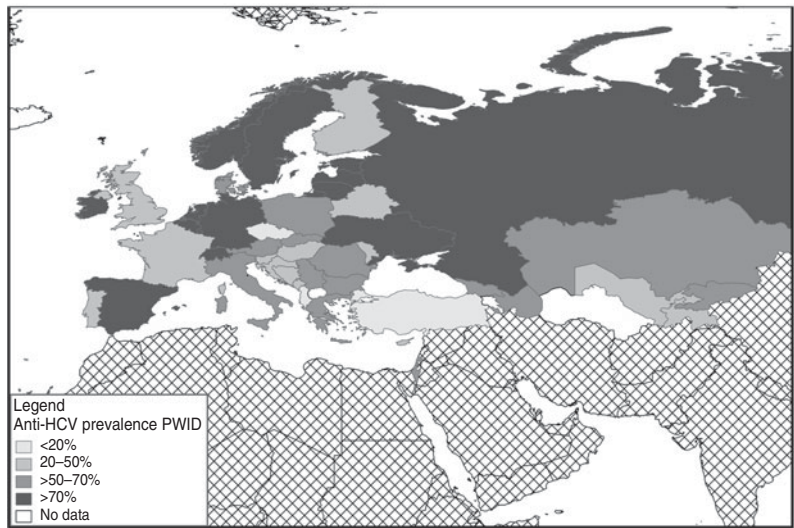 Legend
Anti-HCV prevalence PWID
<20%
20–50%
>50–70%
>70%
No data